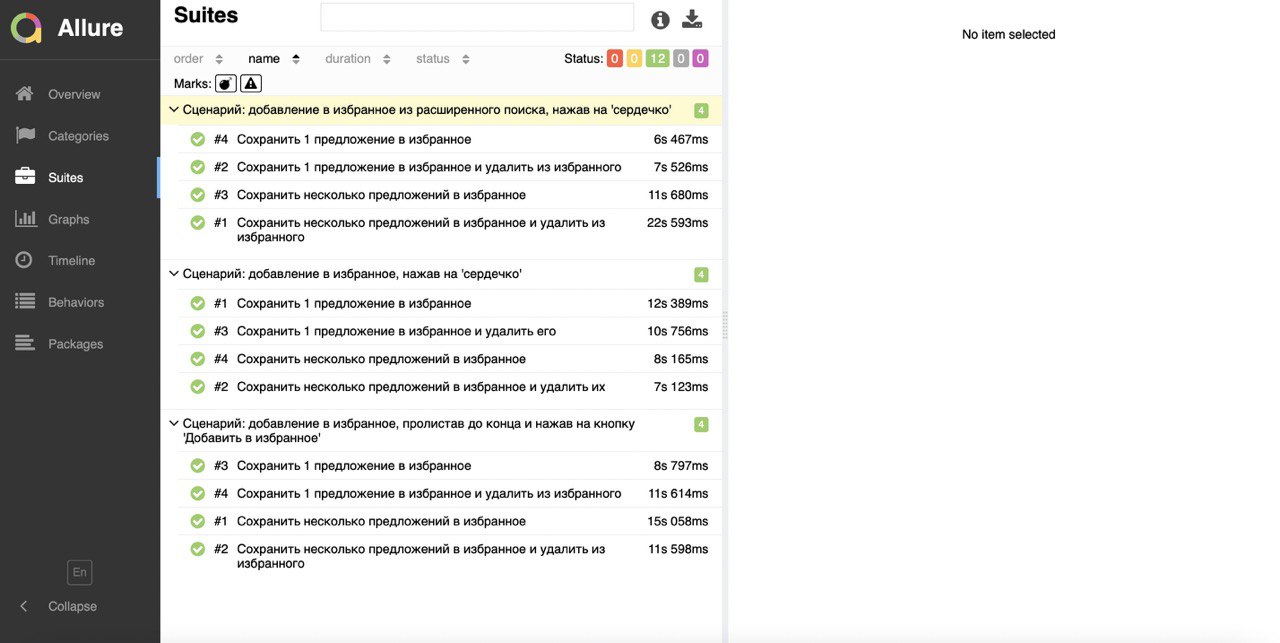 Allure
Overview
Categories
Suites
Graphs
Timeline
Behaviors
Packages
En
Collapse
Suites
order name duration status Status: 0 0 12 0 0
Marks:
Сценарий: добавление в избранное из расширенного поиска, нажав на 'сердечко' 4
#4 Сохранить 1 предложение в избранное 6s 467ms
#2 Сохранить 1 предложение в избранное и удалить из избранного 7s 526ms
#3 Сохранить несколько предложений в избранное 11s 680ms
#1 Сохранить несколько предложений в избранное и удалить из 22s 593ms
избранного
Сценарий: добавление в избранное, нажав на 'сердечко' 4
#1 Сохранить 1 предложение в избранное 12s 389ms
#3 Сохранить 1 предложение в избранное и удалить его 10s 756ms
#4 Сохранить несколько предложений в избранное 8s 165ms
#2 Сохранить несколько предложений в избранное и удалить их 7s 123ms
Сценарий: добавление в избранное, пролистав до конца и нажав на кнопку 4
'Добавить в избранное'
#3 Сохранить 1 предложение в избранное 8s 797ms
#4 Сохранить 1 предложение в избранное и удалить из избранного 11s 614ms
#1 Сохранить несколько предложений в избранное 15s 058ms
#2 Сохранить несколько предложений в избранное и удалить из 11s 598ms
избранного
No item selected